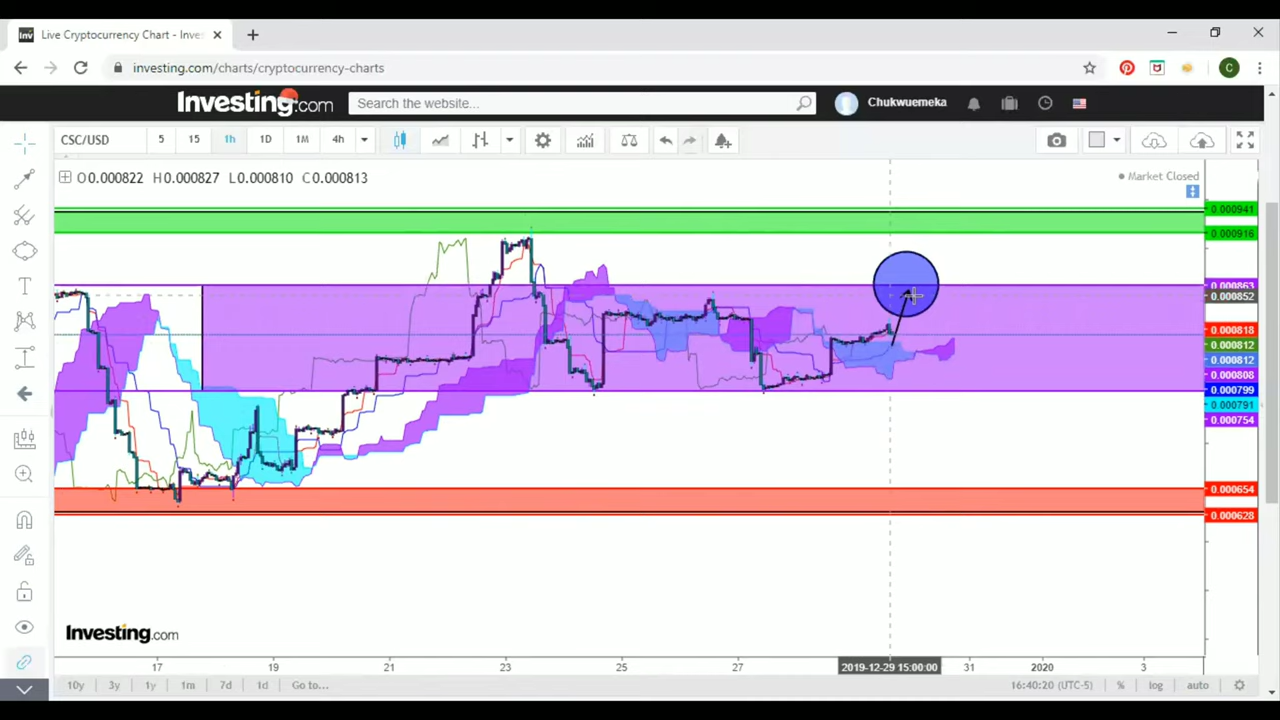 Live Cryptocurrency Chart - Inves
investing.com/charts/cryptocurrency-charts
C
Investing.com
Search the website...
Chukwuemeka
CSC/USD 5 15 1h 1D 1M 4h
O0.000822 H0.000827 L0.000810 C0.000813
Market Closed
0.000941
0.000916
0.000863
0.000852
0.000818
0.000812
0.000812
0.000808
0.000799
0.000791
0.000754
0.000654
0.000628
Investing.com
17 19 21 23 25 27 2019-12-29 15:00:00 31 2020 3
10y 3y 1y 1m 7d 1d Go to... 16:40:20 (UTC-5) % log auto